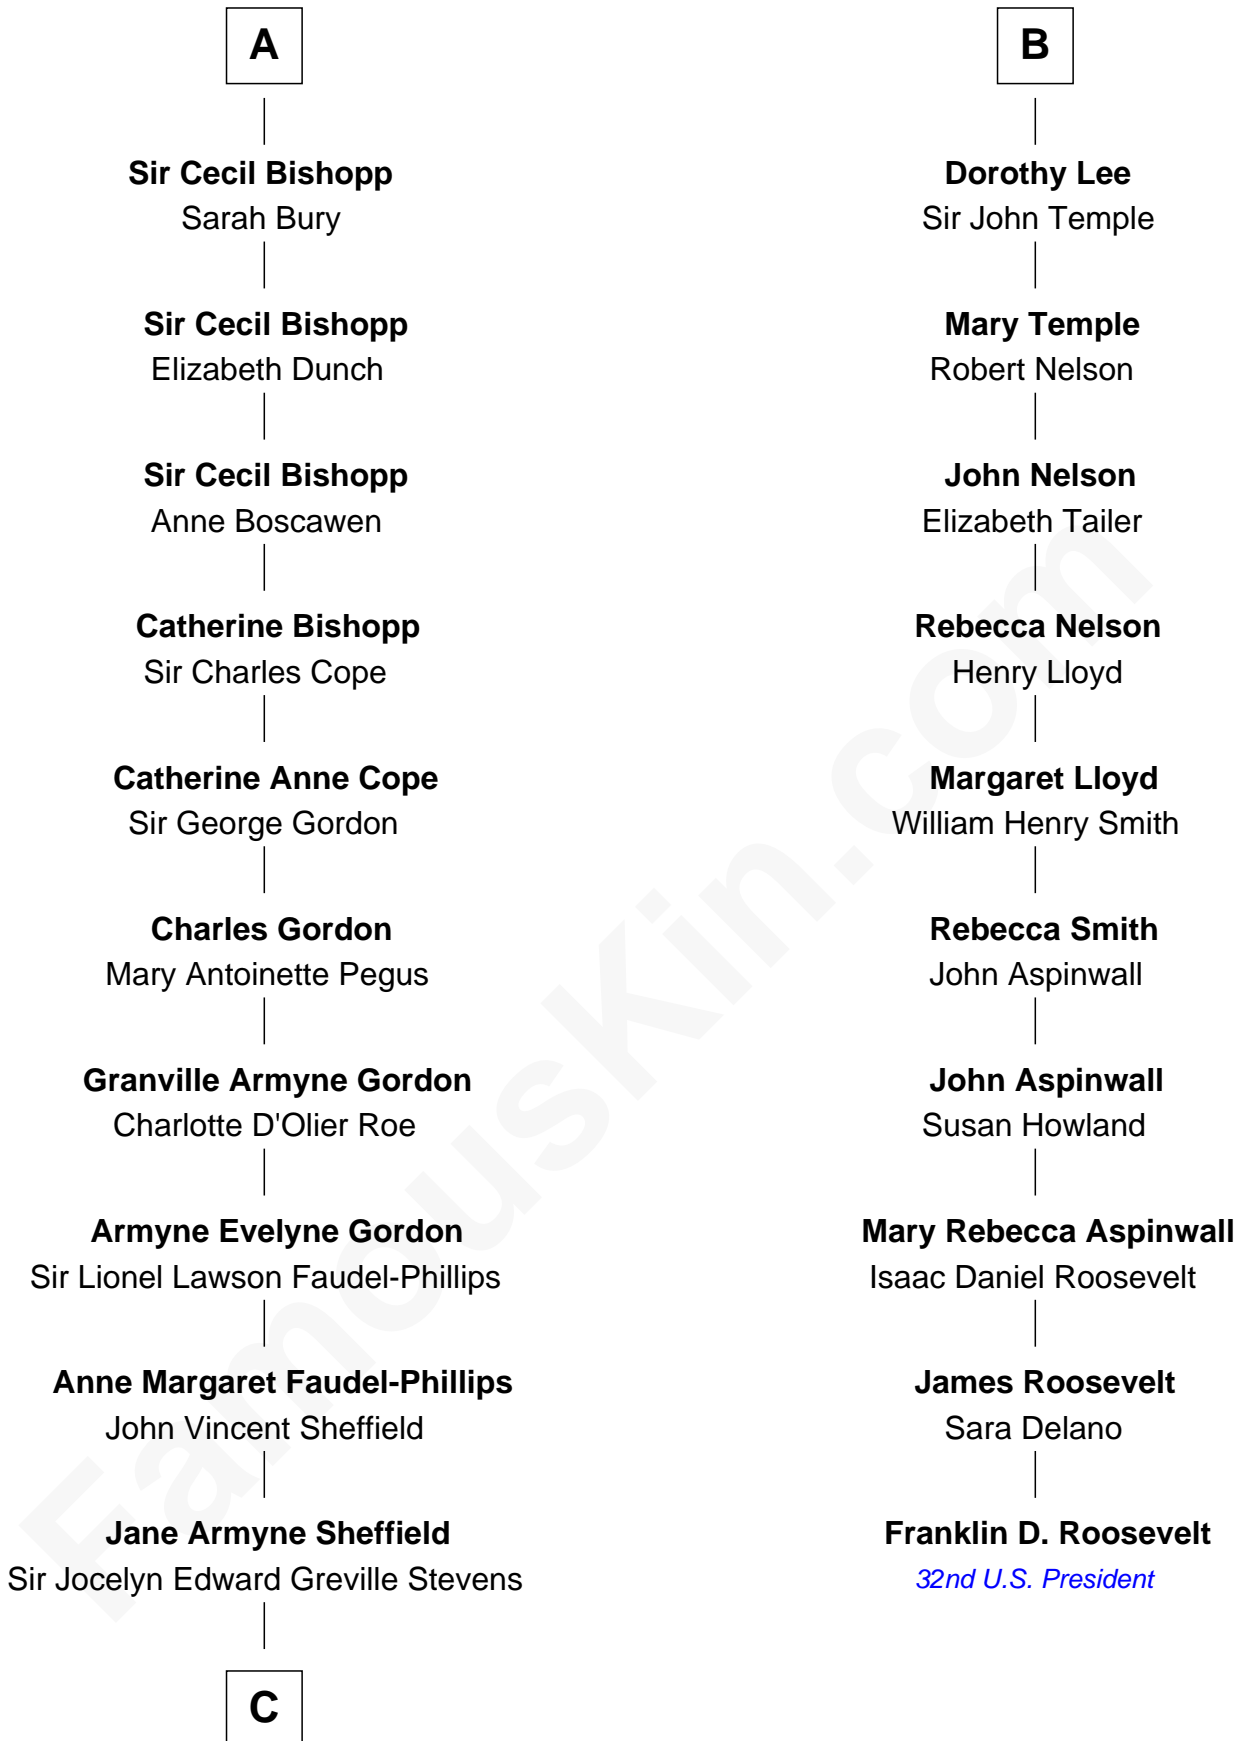 A
Sir Cecil Bishopp
Sarah Bury
Sir Cecil Bishopp
Elizabeth Dunch
Sir Cecil Bishopp
Anne Boscawen
Catherine Bishopp
Sir Charles Cope
Catherine Anne Cope
Sir George Gordon
Charles Gordon
Mary Antoinette Pegus
Granville Armyne Gordon
Charlotte D'Olier Roe
Armyne Evelyne Gordon
Sir Lionel Lawson Faudel-Phillips
Anne Margaret Faudel-Phillips
John Vincent Sheffield
Jane Armyne Sheffield
Sir Jocelyn Edward Greville Stevens
C
B
Dorothy Lee
Sir John Temple
Mary Temple
Robert Nelson
John Nelson
Elizabeth Tailer
Rebecca Nelson
Henry Lloyd
Margaret Lloyd
William Henry Smith
Rebecca Smith
John Aspinwall
John Aspinwall
Susan Howland
Mary Rebecca Aspinwall
Isaac Daniel Roosevelt
James Roosevelt
Sara Delano
Franklin D. Roosevelt
32nd U.S. President
FamousKin.com